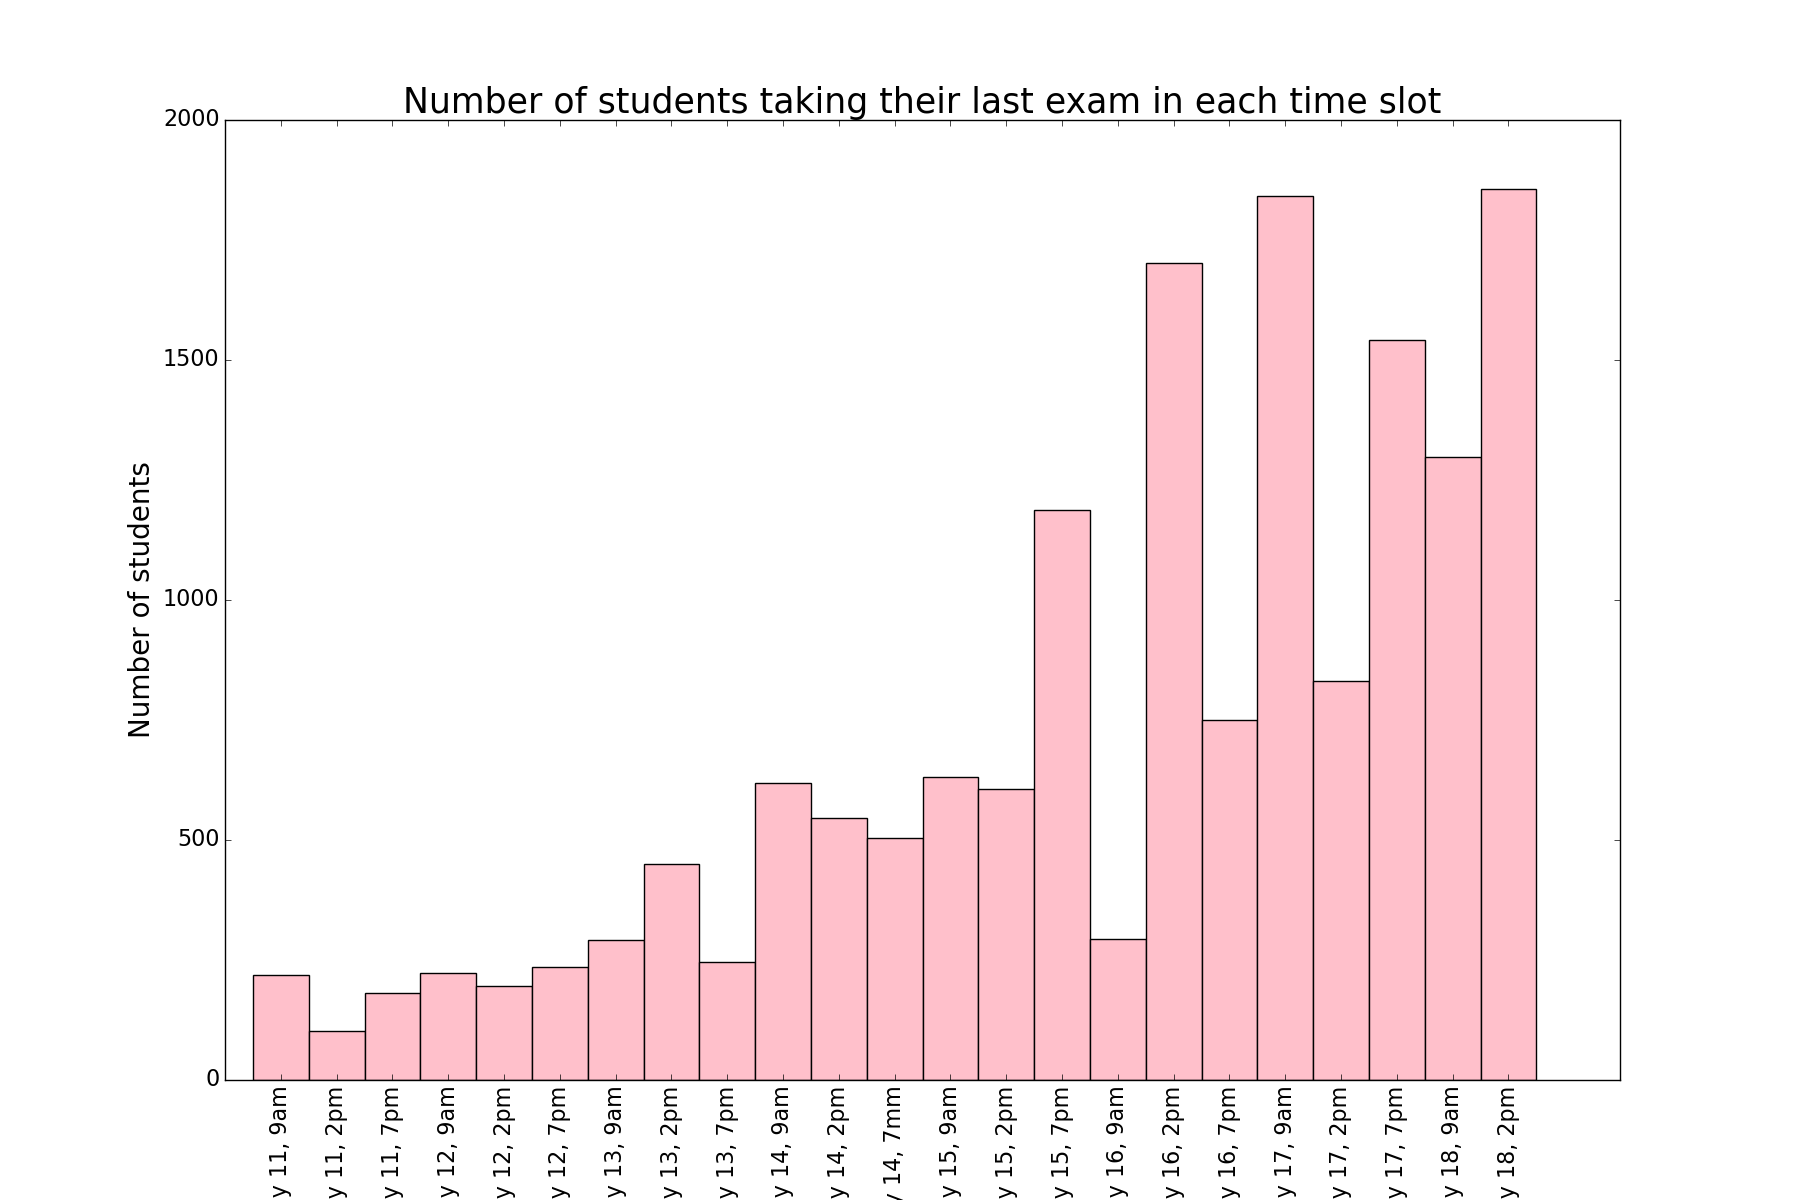 Number of students taking their last exam in each time slot
Number of students
2000
1500
1000
500
0
y 11, 9am
y 11, 2pm
y 11, 7pm
y 12, 9am
y 12, 2pm
y 12, 7pm
y 13, 9am
y 13, 2pm
y 13, 7pm
y 14, 9am
y 14, 2pm
y 14, 7mm
y 15, 9am
y 15, 2pm
y 15, 7pm
y 16, 9am
y 16, 2pm
y 16, 7pm
y 17, 9am
y 17, 2pm
y 17, 7pm
y 18, 9am
y 18, 2pm